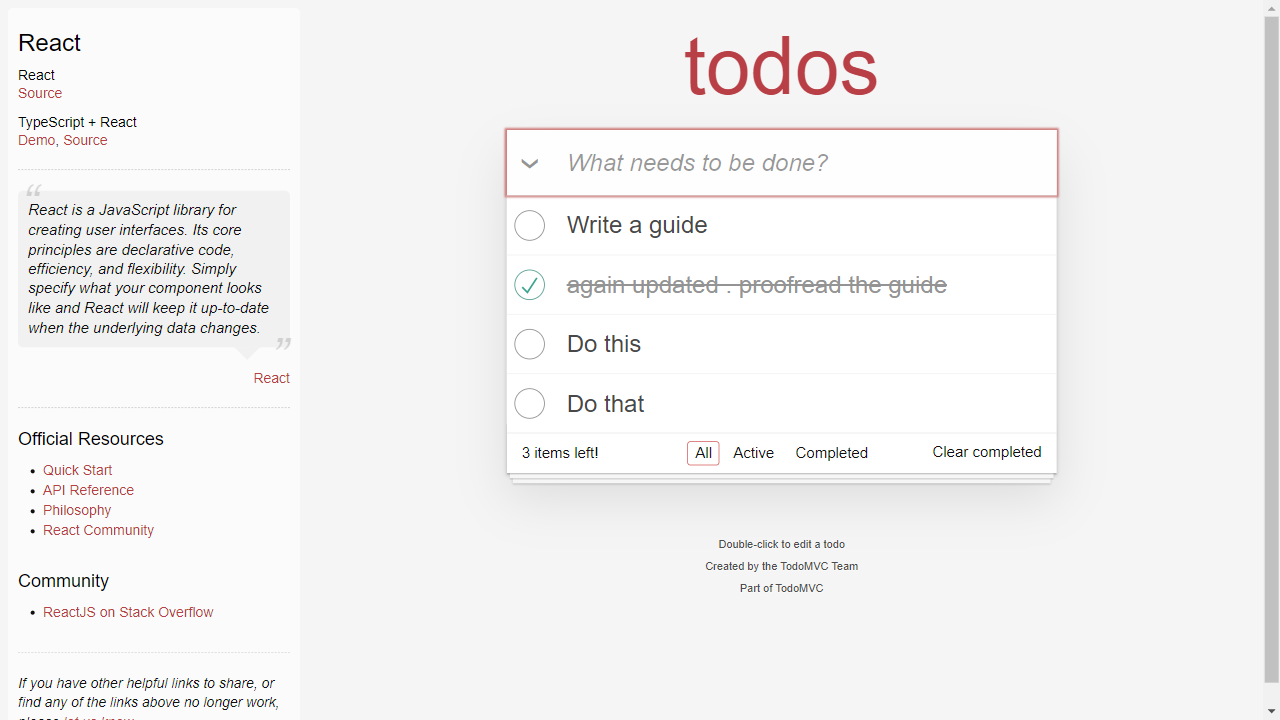 React
React
Source
TypeScript + React
Demo, Source
“
React is a JavaScript library for
creating user interfaces. Its core
principles are declarative code,
efficiency, and flexibility. Simply
specify what your component looks
like and React will keep it up-to-date
when the underlying data changes.
”
React
Official Resources
• Quick Start
• API Reference
• Philosophy
• React Community
Community
• ReactJS on Stack Overflow
If you have other helpful links to share, or
find any of the links above no longer work,
please let us know.
todos
What needs to be done?
Write a guide
again updated . proofread the guide
Do this
Do that
3 items left! All Active Completed Clear completed
Double-click to edit a todo
Created by the TodoMVC Team
Part of TodoMVC